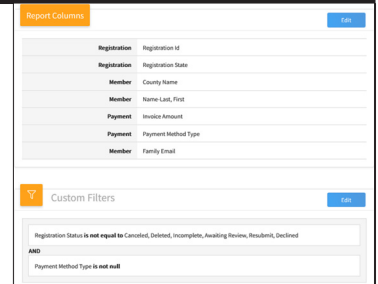 Report Columns
Edit
Registration Registration Id
Registration Registration State
Member County Name
Member Name-Last, First
Payment Invoice Amount
Payment Payment Method Type
Member Family Email
Custom Filters
Edit
Registration Status is not equal to Canceled, Deleted, Incomplete, Awaiting Review, Resubmit, Declined
AND
Payment Method Type is not null